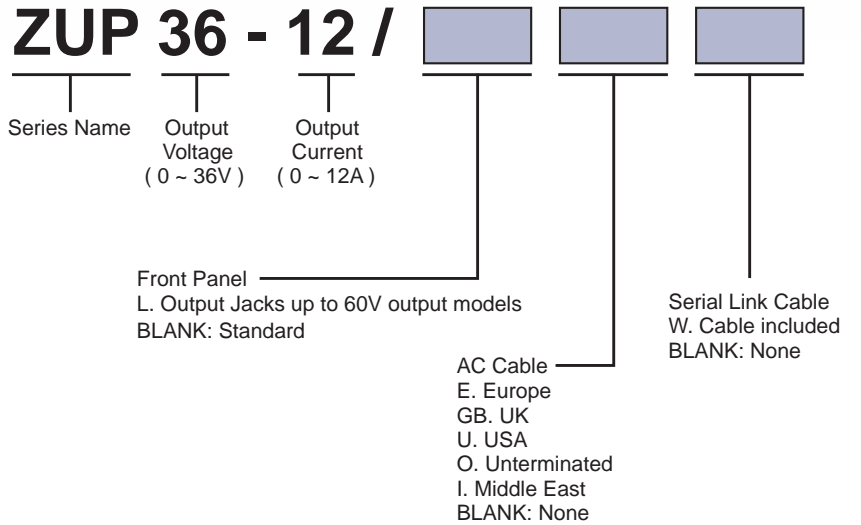 ZUP 36 - 12 /
Series Name
Output
Voltage
( 0 ~ 36V )
Output
Current
( 0 ~ 12A )
Front Panel
L. Output Jacks up to 60V output models
BLANK: Standard
AC Cable
E. Europe
GB. UK
U. USA
O. Unterminated
I. Middle East
BLANK: None
Serial Link Cable
W. Cable included
BLANK: None